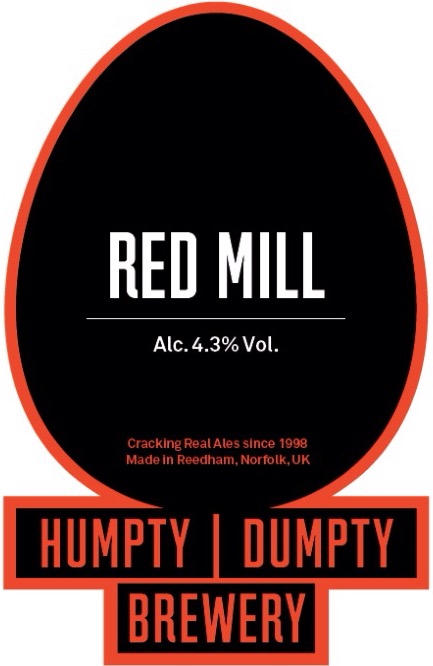 RED MILL
Alc. 4.3% Vol.
Cracking Real Ales since 1998
Made in Reedham, Norfolk, UK
HUMPTY | DUMPTY
BREWERY